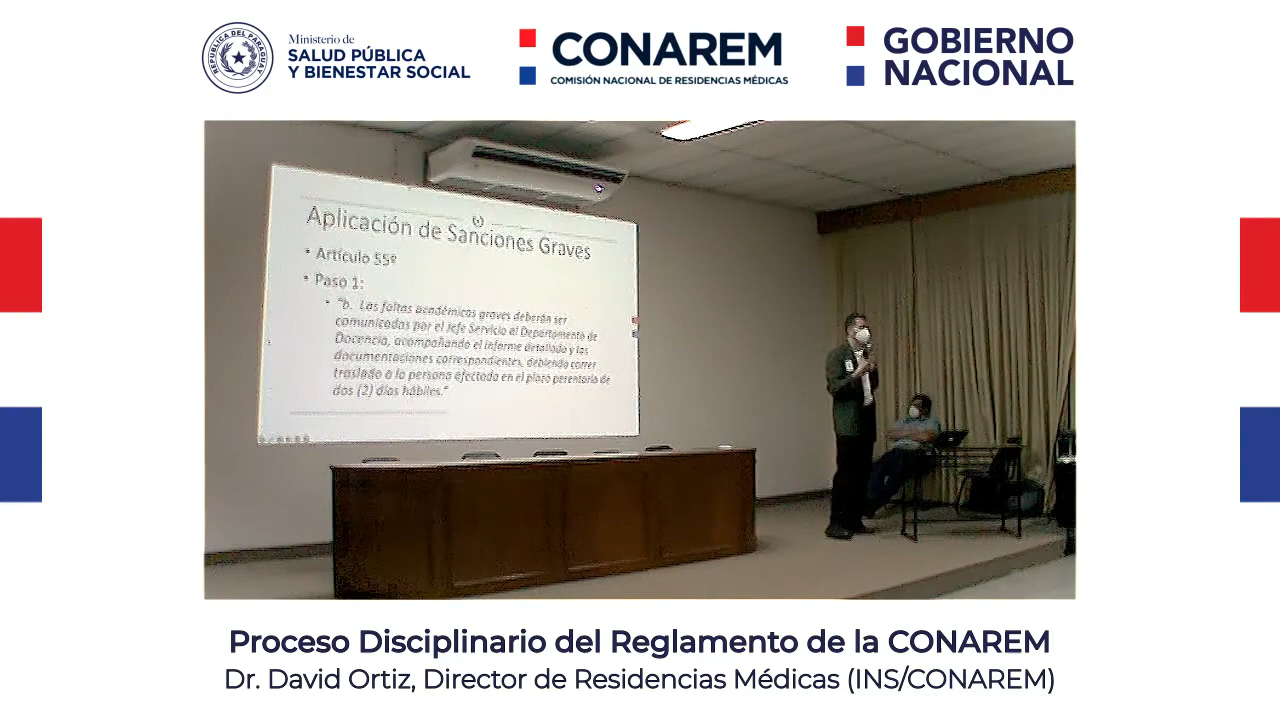 REPUBLICA DEL PARAGUAY
Ministerio de
SALUD PÚBLICA
Y BIENESTAR SOCIAL
CONAREM
COMISIÓN NACIONAL DE RESIDENCIAS MÉDICAS
GOBIERNO
NACIONAL
Aplicación de Sanciones Graves
• Artículo 55º
• Paso 1:
• "b. Las faltas académicas graves deberán ser
comunicadas por el Jefe Servicio al Departamento de
Docencia, acompañando el informe detallado y las
documentaciones correspondientes, debiendo correr
traslado a la persona afectada en el plazo perentorio de
dos (2) días hábiles."
Proceso Disciplinario del Reglamento de la CONAREM
Dr. David Ortiz, Director de Residencias Médicas (INS/CONAREM)